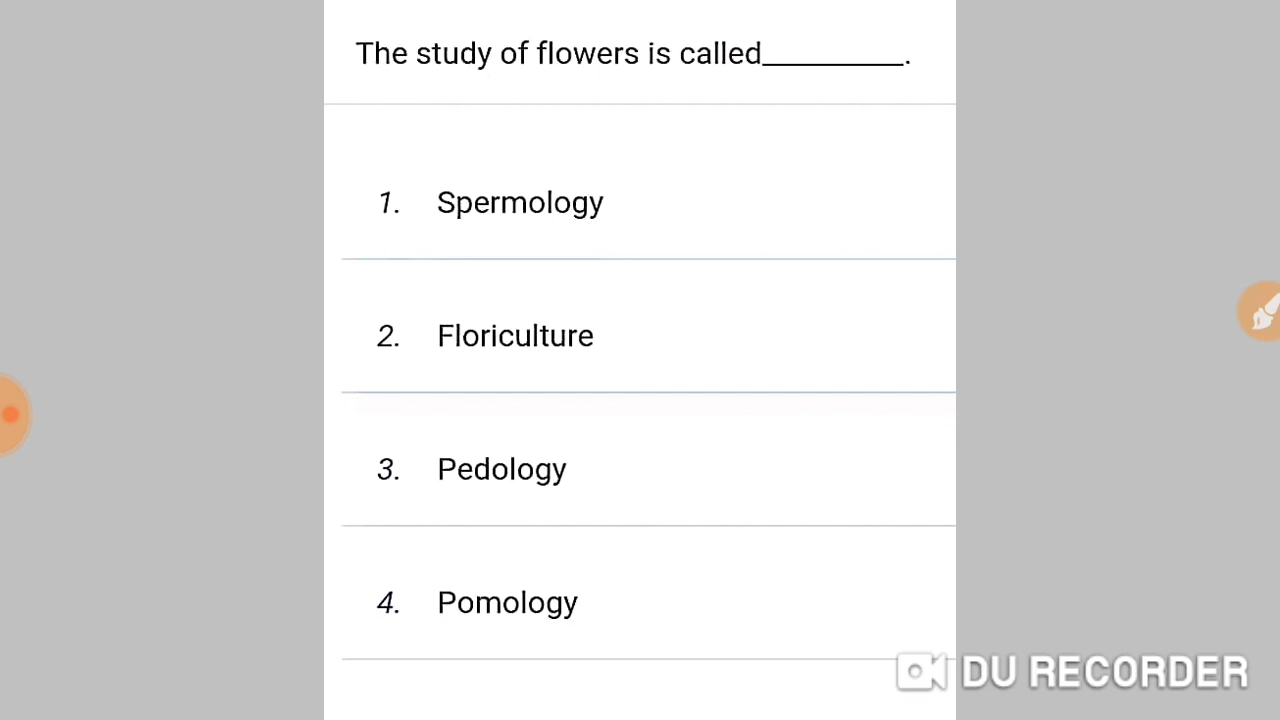 The study of flowers is called__________.
1. Spermology
2. Floriculture
3. Pedology
4. Pomology
DU RECORDER